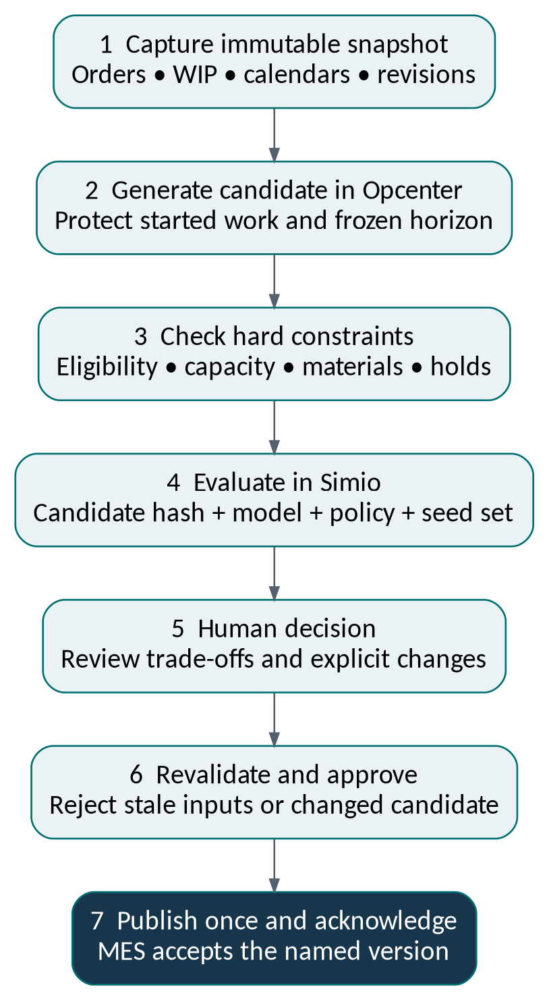 1  Capture immutable snapshot
Orders • WIP • calendars • revisions
2  Generate candidate in Opcenter
Protect started work and frozen horizon
3  Check hard constraints
Eligibility • capacity • materials • holds
4  Evaluate in Simio
Candidate hash + model + policy + seed set
5  Human decision
Review trade-offs and explicit changes
6  Revalidate and approve
Reject stale inputs or changed candidate
7  Publish once and acknowledge
MES accepts the named version